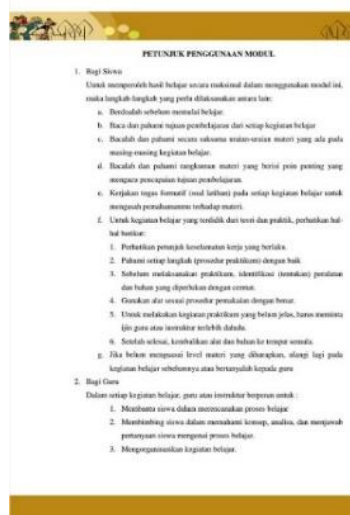 PETUNJUK PENGGUNAAN MODUL
1. Bagi Siswa
Untuk memperoleh hasil belajar secara maksimal dalam menggunakan modul ini,
maka langkah-langkah yang perlu dilaksanakan antara lain:
a. Berdoalah sebelum memulai belajar.
b. Baca dan pahami tujuan pembelajaran dari setiap kegiatan belajar
c. Bacalah dan pahami secara saksama uraian-uraian materi yang ada pada
masing-masing kegiatan belajar.
d. Bacalah dan pahami rangkuman materi yang berisi poin penting yang
mengacu pencapaian tujuan pembelajaran.
e. Kerjakan tugas formatif (soal latihan) pada setiap kegiatan belajar untuk
mengasah pemahamanmu terhadap materi.
f. Untuk kegiatan belajar yang terdidik dari teori dan praktik, perhatikan hal-
hal berikut:
1. Perhatikan petunjuk keselamatan kerja yang berlaku.
2. Pahami setiap langkah (prosedur praktikum) dengan baik
3. Sebelum melaksanakan praktikum, identifikasi (tentukan) peralatan
dan bahan yang diperlukan dengan cermat.
4. Gunakan alat sesuai prosedur pemakaian dengan benar.
5. Untuk melakukan kegiatan praktikum yang belum jelas, harus meminta
ijin guru atau instruktur terlebih dahulu.
6. Setelah selesai, kembalikan alat dan bahan ke tempat semula.
g. Jika belum menguasai level materi yang diharapkan, ulangi lagi pada
kegiatan belajar sebelumnya atau bertanyalah kepada guru
2. Bagi Guru
Dalam setiap kegiatan belajar, guru atau instruktur berperan untuk :
1. Membantu siswa dalam merencanakan proses belajar
2. Membimbing siswa dalam memahami konsep, analisa, dan menjawab
pertanyaan siswa mengenai proses belajar.
3. Mengorganisasikan kegiatan belajar.